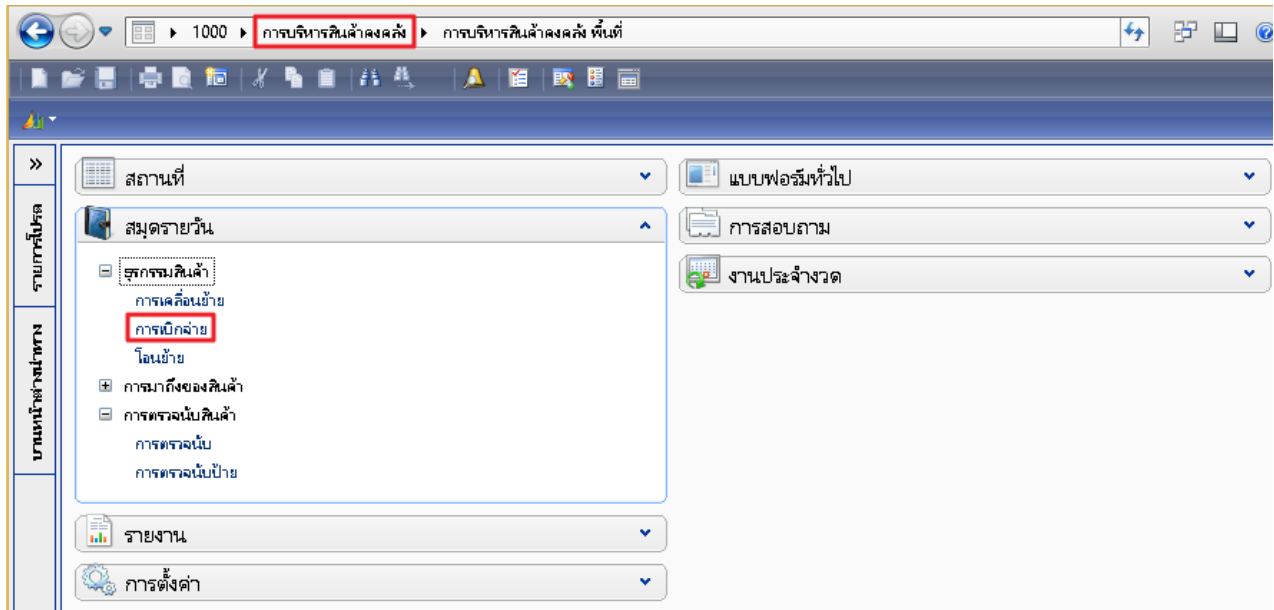 1000 การบริหารสินค้าคงคลัง การบริหารสินค้าคงคลัง พื้นที่
»
รายการโปรด
บานหน้าต่างนำทาง
สถานที่
สมุดรายวัน
ธุรกรรมสินค้า
การเคลื่อนย้าย
การเบิกจ่าย
โอนย้าย
การมาถึงของสินค้า
การตรวจนับสินค้า
การตรวจนับ
การตรวจนับป้าย
รายงาน
การตั้งค่า
แบบฟอร์มทั่วไป
การสอบถาม
งานประจำงวด